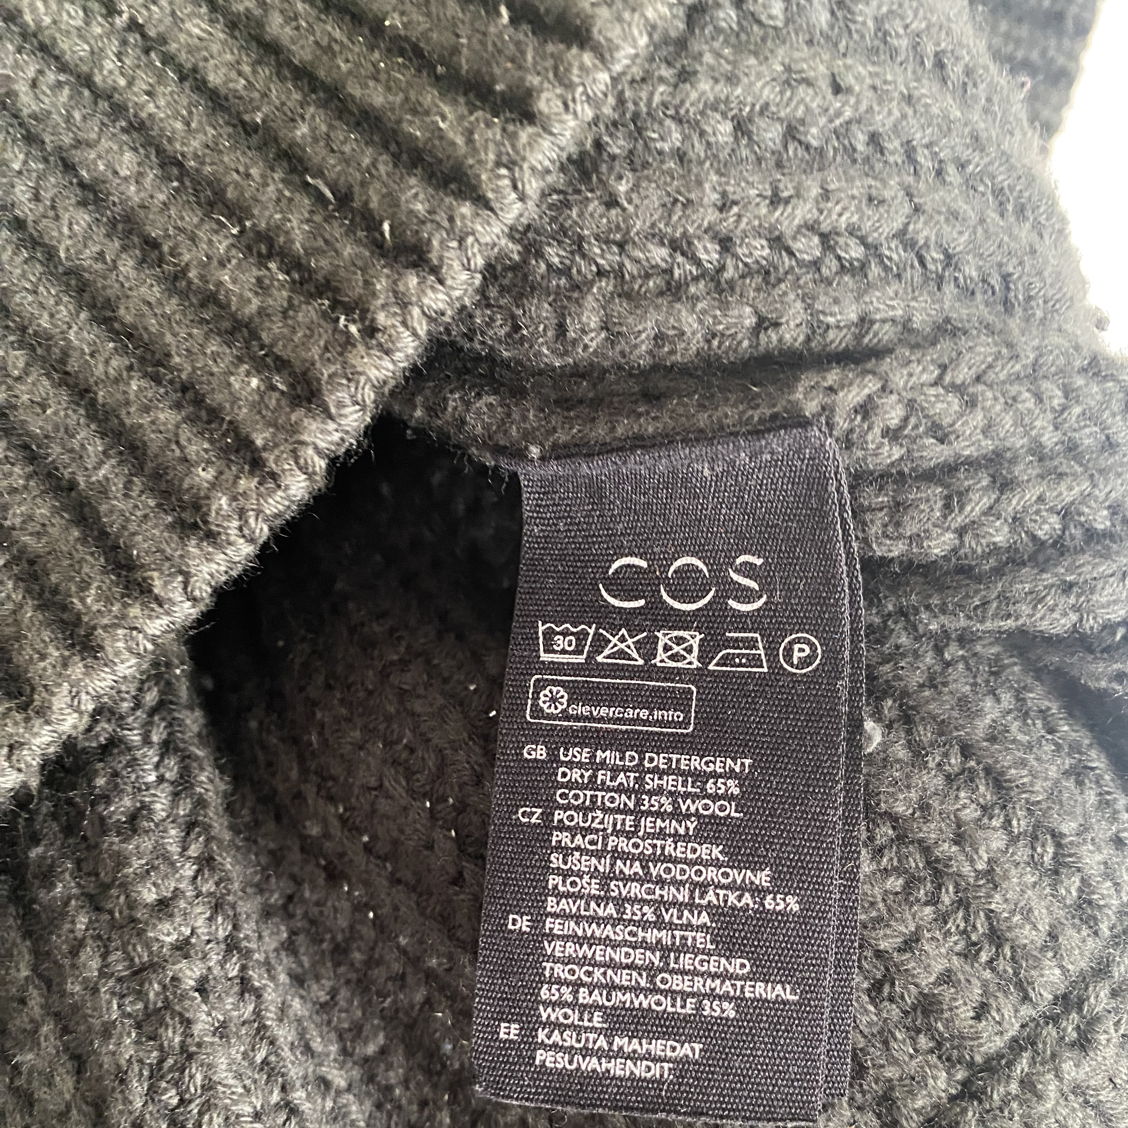 COS
30
P
clevercare.info
GB USE MILD DETERGENT.
DRY FLAT. SHELL: 65%
COTTON 35% WOOL
CZ POUŽIJTE JEMNÝ
PRACÍ PROSTŘEDEK.
SUŠENÍ NA VODOROVNÉ
PLOŠE. SVRCHNÍ LÁTKA: 65%
BAVLNA 35% VLNA
DE FEINWASCHMITTEL
VERWENDEN. LIEGEND
TROCKNEN. OBERMATERIAL:
65% BAUMWOLLE 35%
WOLLE.
EE KASUTA MAHEDAT
PESUVAHENDIT.